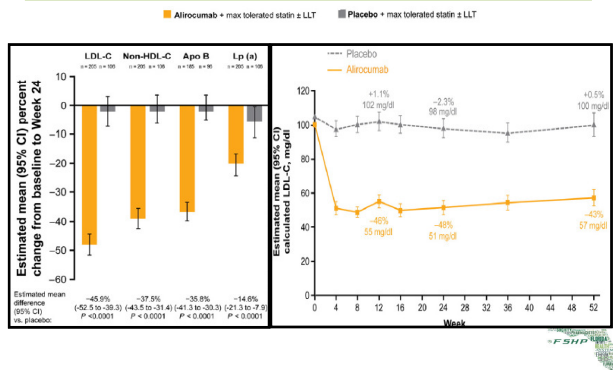 Alirocumab + max tolerated statin ± LLT
Placebo + max tolerated statin ± LLT
LDL-C Non-HDL-C Apo B Lp (a)
n = 205 n = 105 n = 205 n = 105 n = 185 n = 95 n = 205 n = 105
Estimated mean (95% CI) percent
change from baseline to Week 24
10
0
−10
−20
−30
−40
−50
−60
Estimated mean
difference
(95% CI)
vs. placebo:
−45.9% −37.5% −35.8% −14.6%
(-52.5 to -39.3) (-43.5 to -31.4) (-41.3 to -30.3) (-21.3 to -7.9)
P <0.0001 P < 0.0001 P < 0.0001 P < 0.0001
Placebo
Alirocumab
Estimated mean (95% CI)
calculated LDL-C, mg/dl
120
100
80
60
40
20
0
+1.1%
102 mg/dl
−2.3%
98 mg/dl
+0.5%
100 mg/dl
−46%
55 mg/dl
−48%
51 mg/dl
−43%
57 mg/dl
0 4 8 12 16 20 24 28 32 36 40 44 48 52
Week
FSHP